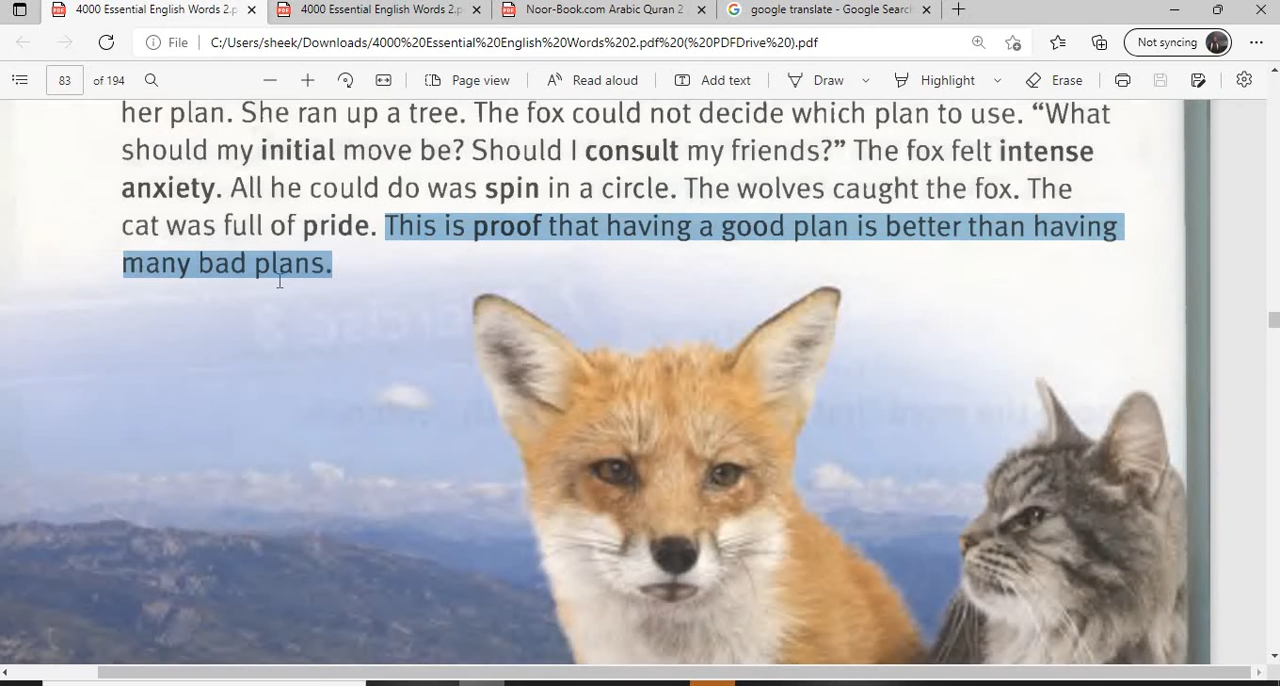 4000 Essential English Words 2.p
4000 Essential English Words 2.p
Noor-Book.com Arabic Quran 2
google translate - Google Searc
File
C:/Users/sheek/Downloads/4000%20Essential%20English%20Words%202.pdf%20(%20PDFDrive%20).pdf
Not syncing
83 of 194
Page view
Read aloud
Add text
Draw
Highlight
Erase
her plan. She ran up a tree. The fox could not decide which plan to use. “What
should my initial move be? Should I consult my friends?” The fox felt intense
anxiety. All he could do was spin in a circle. The wolves caught the fox. The
cat was full of pride. This is proof that having a good plan is better than having
many bad plans.